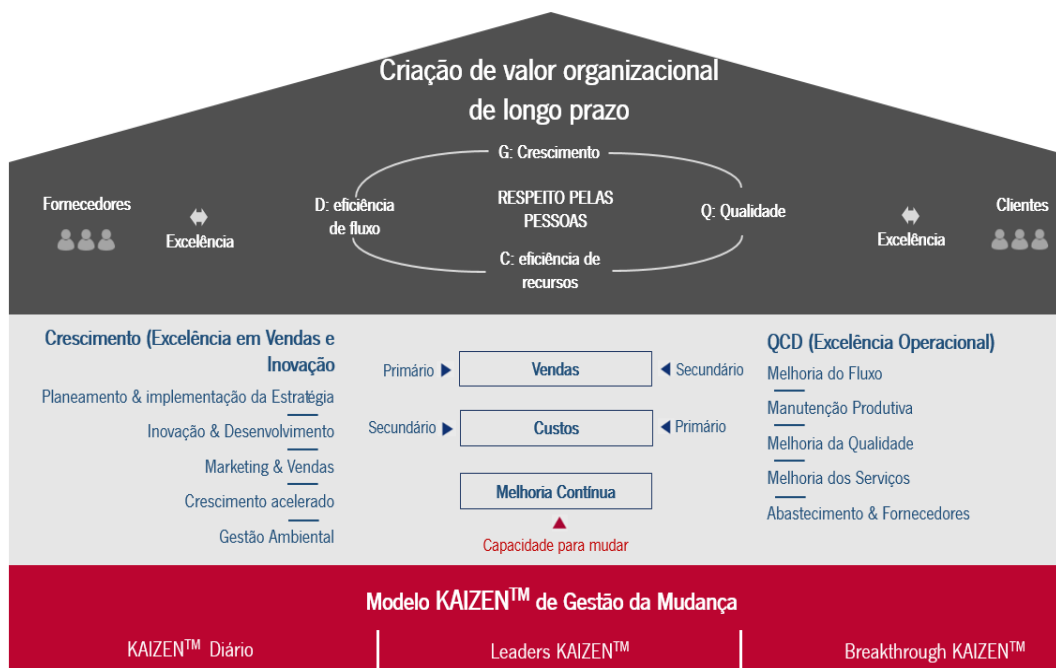 Criação de valor organizacional
de longo prazo
G: Crescimento
Fornecedores
Excelência
D: eficiência
de fluxo
RESPEITO PELAS
PESSOAS
Q: Qualidade
Excelência
Clientes
C: eficiência de
recursos
Crescimento (Excelência em Vendas e
Inovação
Planeamento & implementação da Estratégia
Inovação & Desenvolvimento
Marketing & Vendas
Crescimento acelerado
Gestão Ambiental
Primário
Vendas
Secundário
Secundário
Custos
Primário
Melhoria Contínua
Capacidade para mudar
QCD (Excelência Operacional)
Melhoria do Fluxo
Manutenção Produtiva
Melhoria da Qualidade
Melhoria dos Serviços
Abastecimento & Fornecedores
Modelo KAIZEN™ de Gestão da Mudança
KAIZEN™ Diário
Leaders KAIZEN™
Breakthrough KAIZEN™